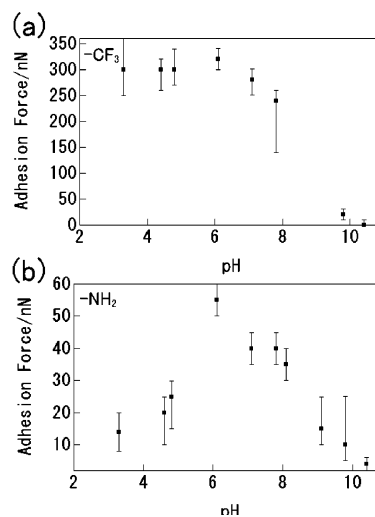 (a)
-CF₃
Adhesion Force/nN
350
300
250
200
150
100
50
0
2 4 6 8 10
pH
(b)
-NH₂
Adhesion Force/nN
60
50
40
30
20
10
2 4 6 8 10
pH